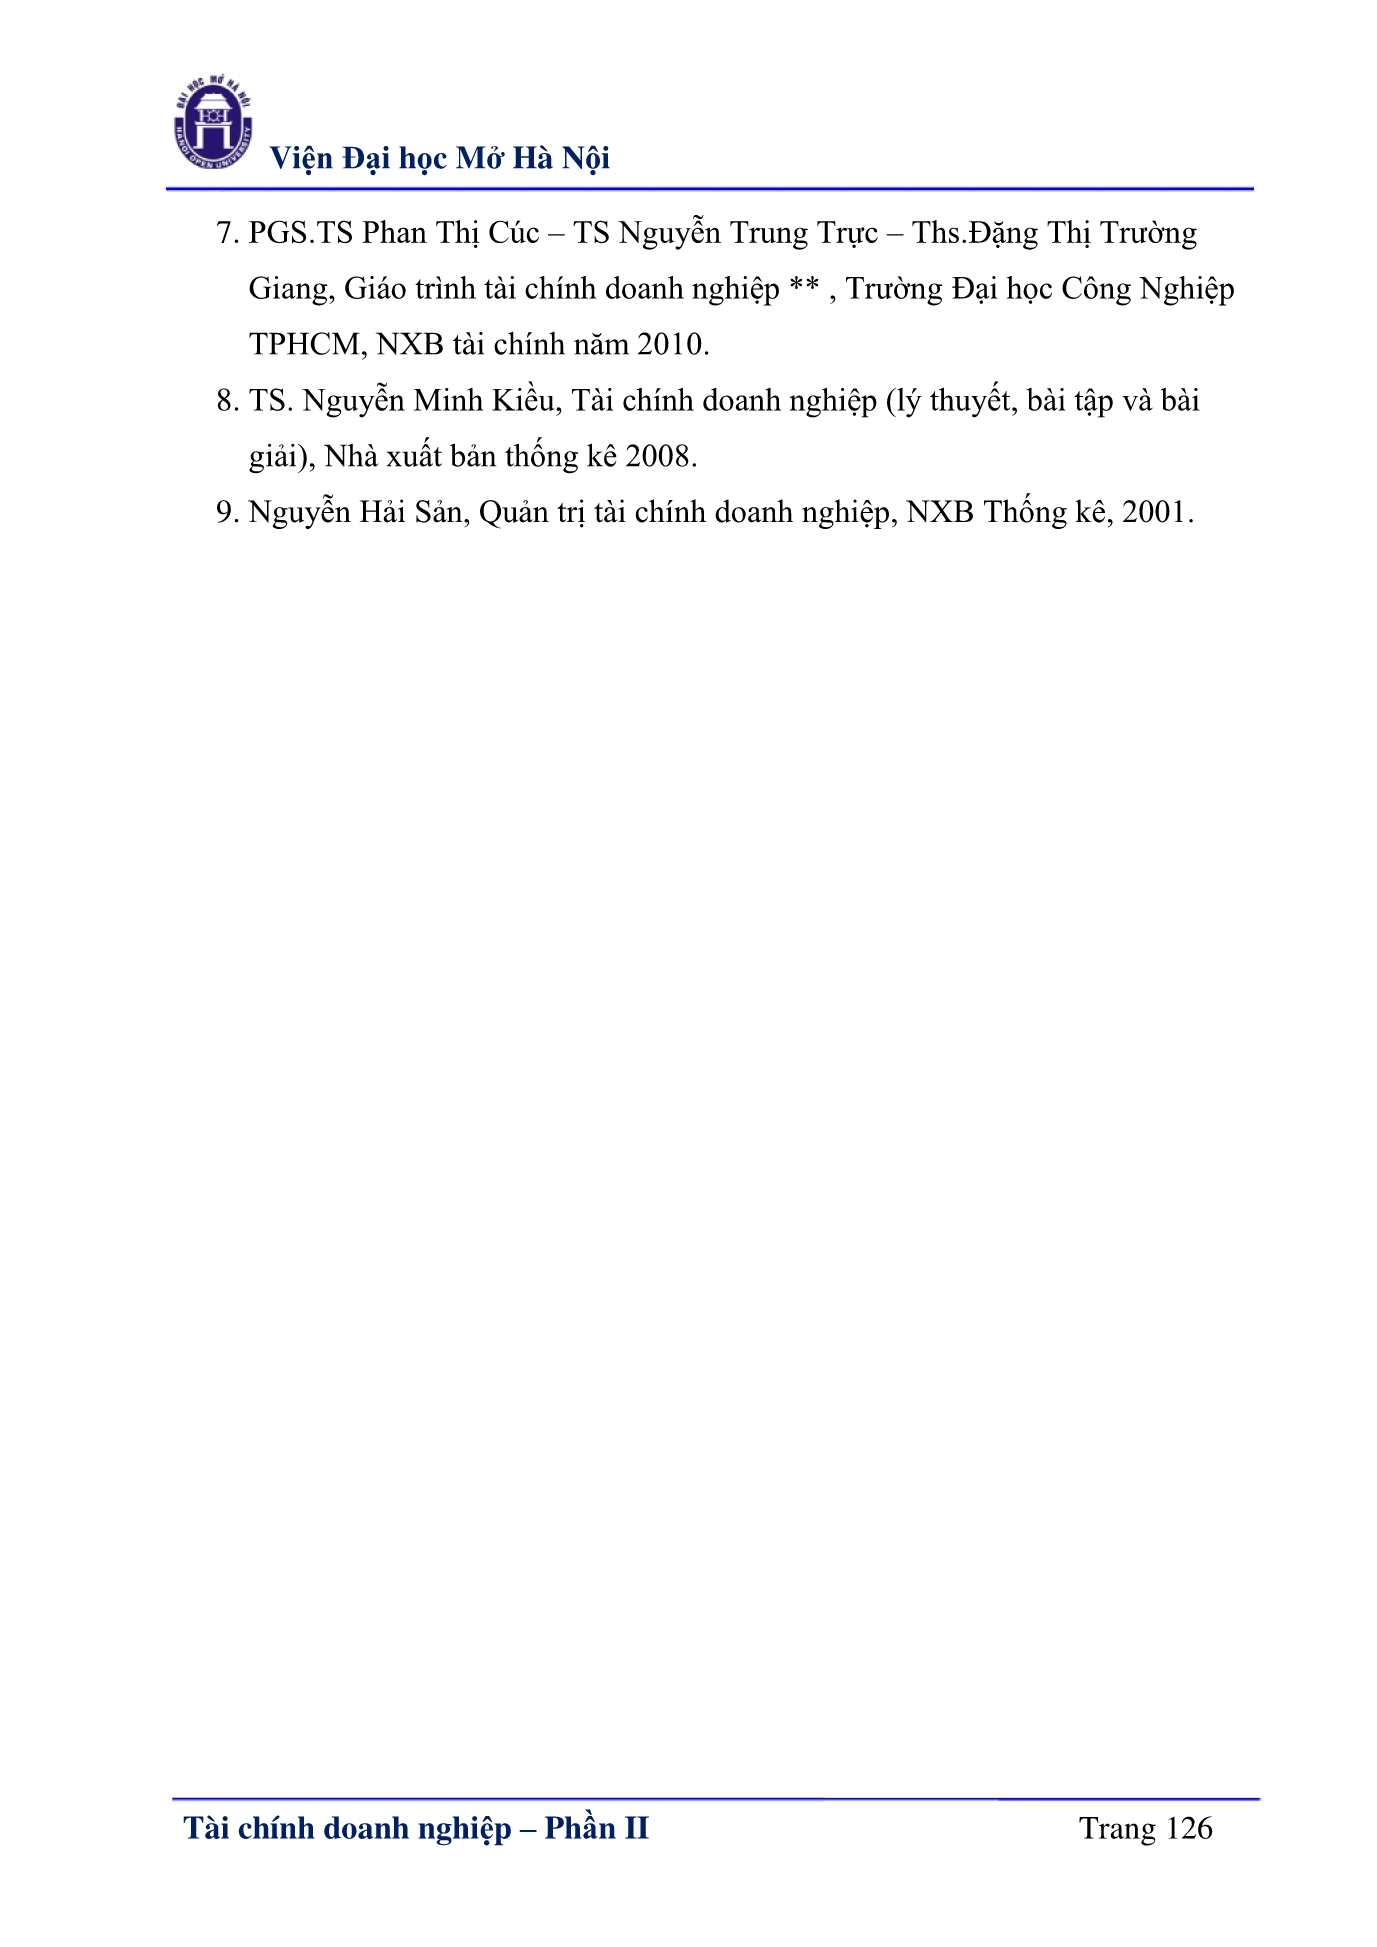 ĐẠI HỌC MỞ HÀ NỘI
HANOI OPEN UNIVERSITY
Viện Đại học Mở Hà Nội
7. PGS.TS Phan Thị Cúc – TS Nguyễn Trung Trực – Ths.Đặng Thị Trường
Giang, Giáo trình tài chính doanh nghiệp ** , Trường Đại học Công Nghiệp
TPHCM, NXB tài chính năm 2010.
8. TS. Nguyễn Minh Kiều, Tài chính doanh nghiệp (lý thuyết, bài tập và bài
giải), Nhà xuất bản thống kê 2008.
9. Nguyễn Hải Sản, Quản trị tài chính doanh nghiệp, NXB Thống kê, 2001.
Tài chính doanh nghiệp – Phần II
Trang 126